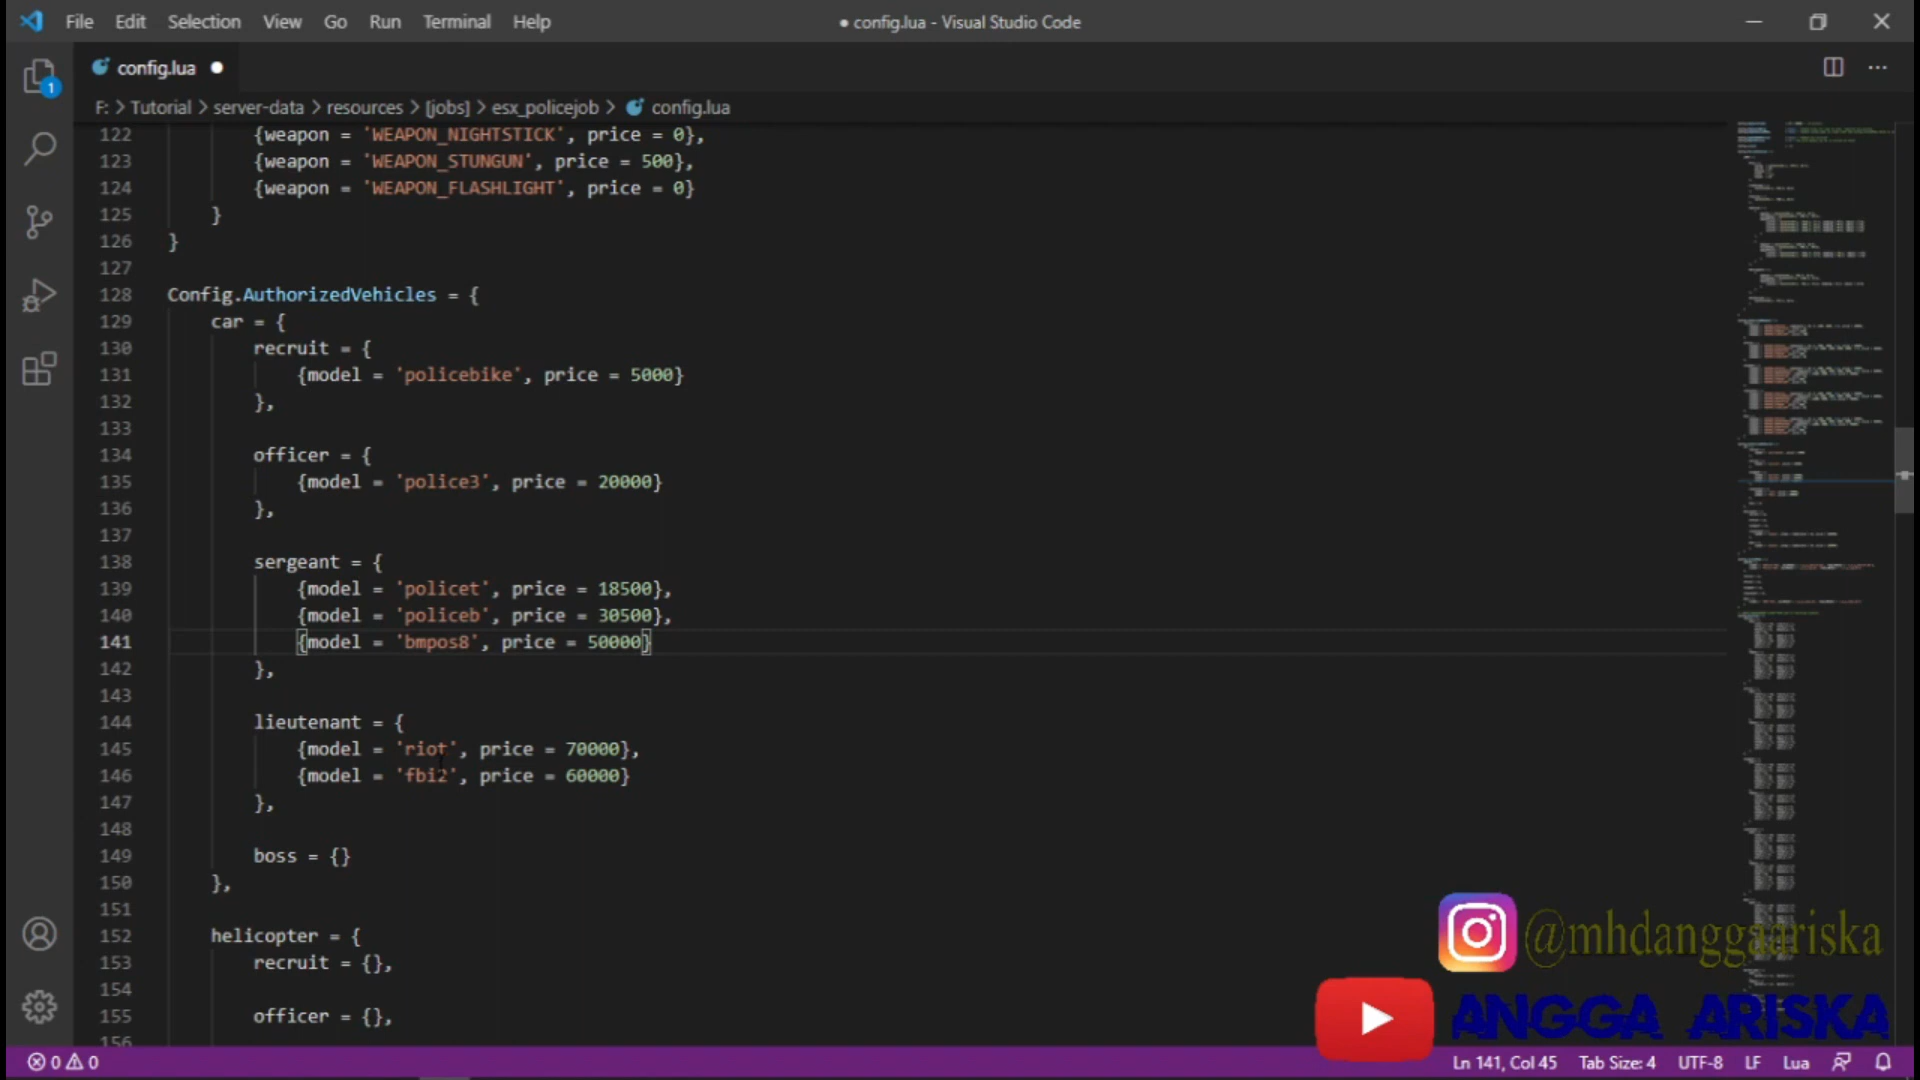 File Edit Selection View Go Run Terminal Help
● config.lua - Visual Studio Code
config.lua
1
F: > Tutorial > server-data > resources > [jobs] > esx_policejob > config.lua
122 {weapon = 'WEAPON_NIGHTSTICK', price = 0},
123 {weapon = 'WEAPON_STUNGUN', price = 500},
124 {weapon = 'WEAPON_FLASHLIGHT', price = 0}
125 }
126 }
127
128 Config.AuthorizedVehicles = {
129 car = {
130 recruit = {
131 {model = 'policebike', price = 5000}
132 },
133
134 officer = {
135 {model = 'police3', price = 20000}
136 },
137
138 sergeant = {
139 {model = 'policet', price = 18500},
140 {model = 'policeb', price = 30500},
141 {model = 'bmpos8', price = 50000}
142 },
143
144 lieutenant = {
145 {model = 'riot', price = 70000},
146 {model = 'fbi2', price = 60000}
147 },
148
149 boss = {}
150 },
151
152 helicopter = {
153 recruit = {},
154
155 officer = {},
156
@mhdanggaariska
ANGGA ARISKA
0 0 Ln 141, Col 45 Tab Size: 4 UTF-8 LF Lua